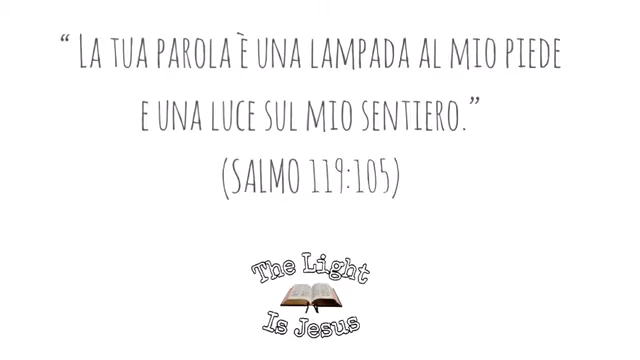 “ La tua parola è una lampada al mio piede
e una luce sul mio sentiero.”
(SALMO 119:105)
The Light
Is Jesus